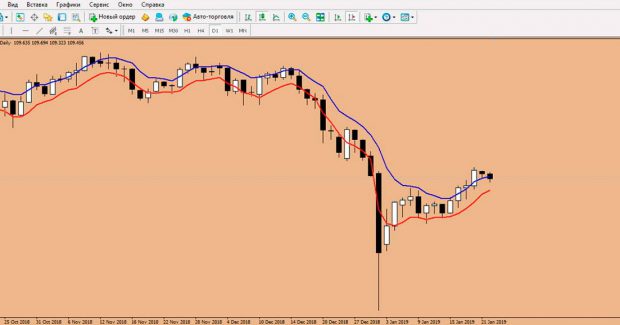 Вид Вставка Графики Сервис Окно Справка
Новый ордер Авто-торговля
A T M1 M5 M15 M30 H1 H4 D1 W1 MN
Daily 109.635 109.694 109.323 109.456
25 Oct 2018 31 Oct 2018 6 Nov 2018 12 Nov 2018 16 Nov 2018 22 Nov 2018 28 Nov 2018 4 Dec 2018 10 Dec 2018 14 Dec 2018 20 Dec 2018 27 Dec 2018 3 Jan 2019 9 Jan 2019 15 Jan 2019 21 Jan 2019